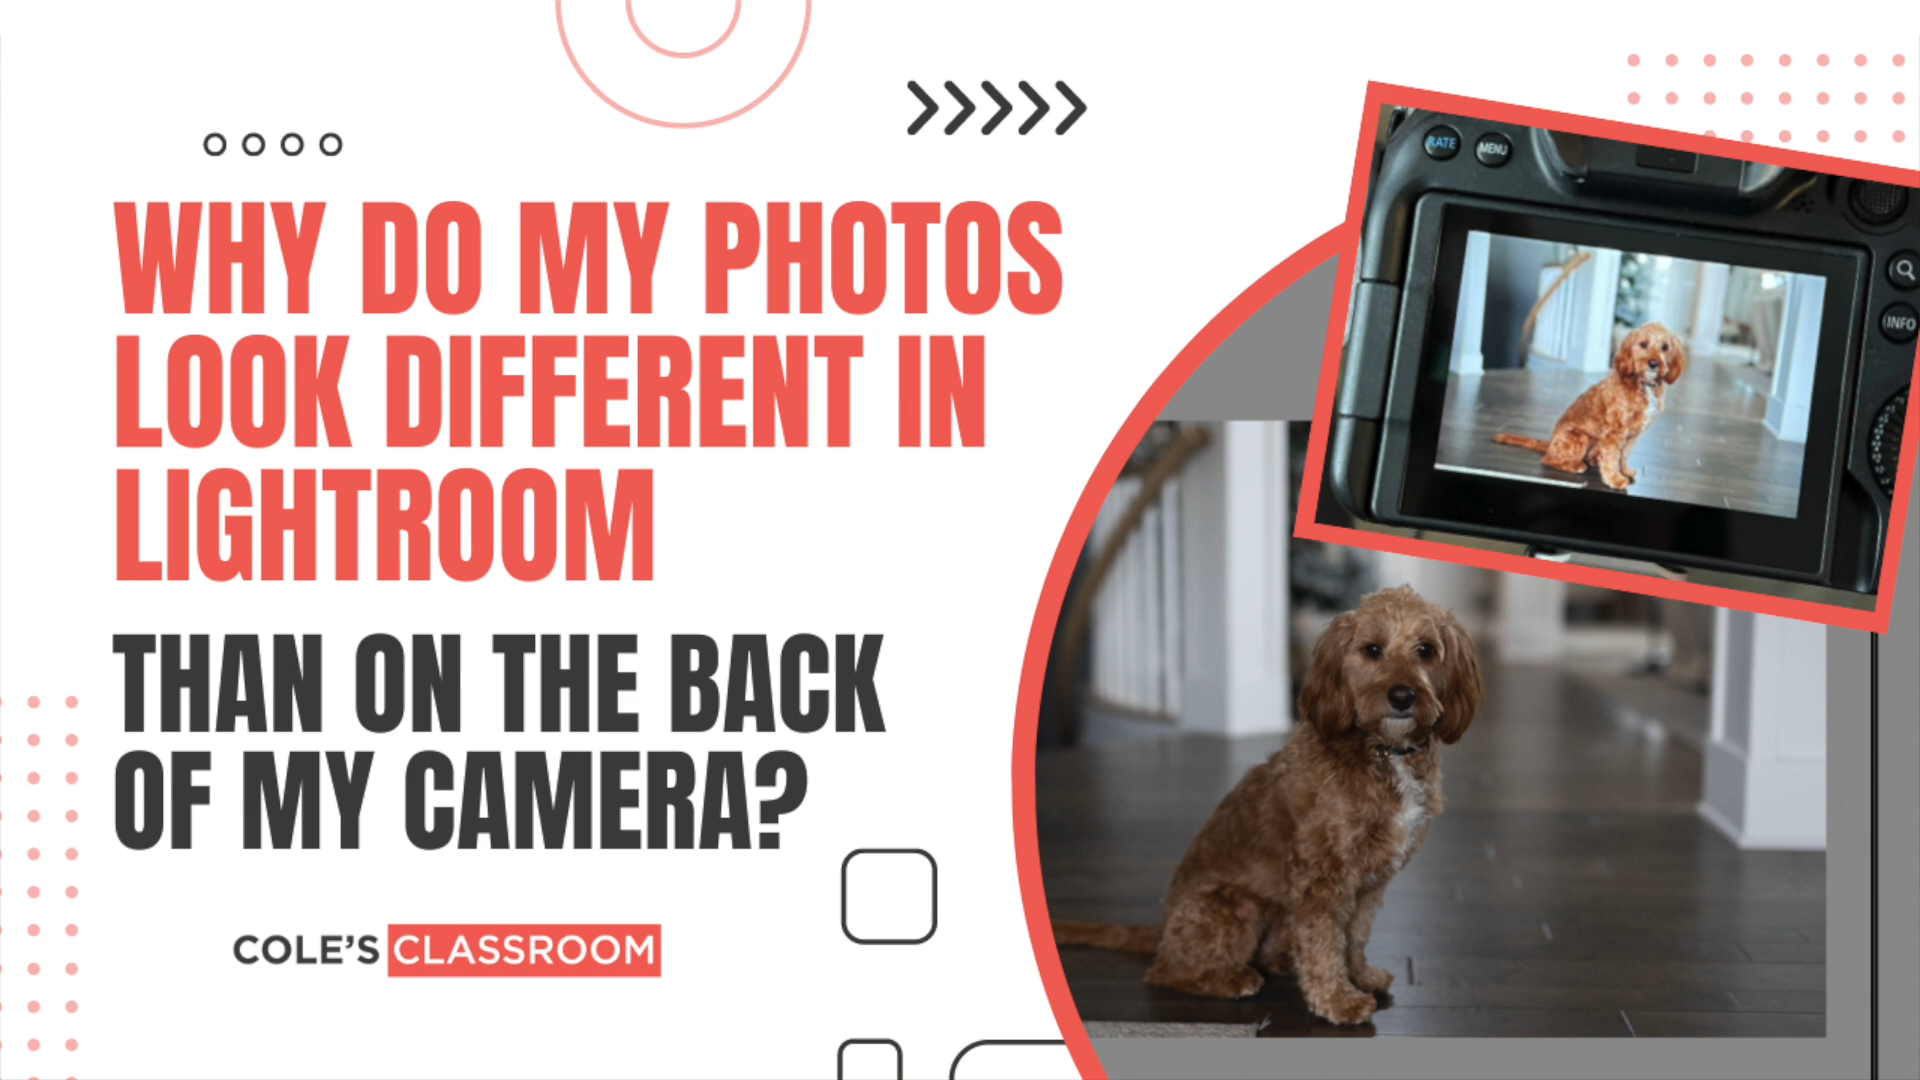 WHY DO MY PHOTOS
LOOK DIFFERENT IN
LIGHTROOM
THAN ON THE BACK
OF MY CAMERA?
COLE'S CLASSROOM
RATE
MENU
INFO